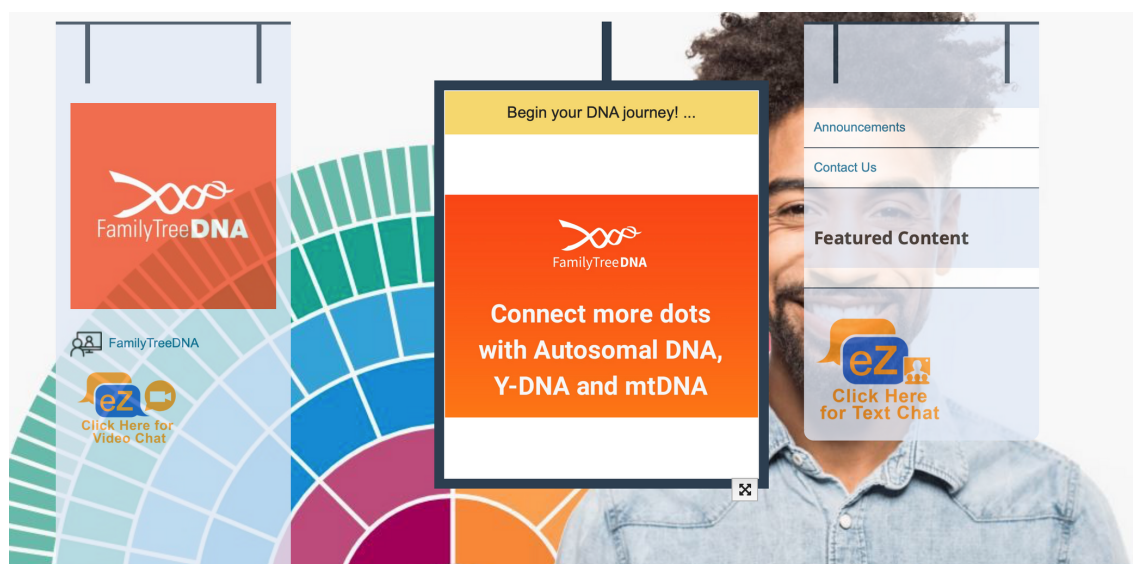 FamilyTreeDNA
FamilyTreeDNA
eZ
Click Here for
Video Chat
Begin your DNA journey! ...
FamilyTreeDNA
Connect more dots
with Autosomal DNA,
Y-DNA and mtDNA
Announcements
Contact Us
Featured Content
eZ
Click Here
for Text Chat